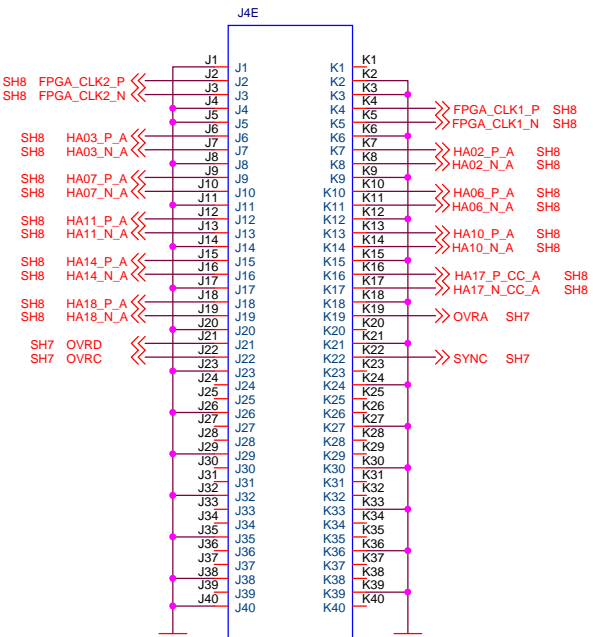 J4E
J1 J1 K1 K1
SH8 FPGA_CLK2_P J2 J2 K2 K2
SH8 FPGA_CLK2_N J3 J3 K3 K3
J4 J4 K4 K4 FPGA_CLK1_P SH8
J5 J5 K5 K5 FPGA_CLK1_N SH8
SH8 HA03_P_A J6 J6 K6 K6
SH8 HA03_N_A J7 J7 K7 K7 HA02_P_A SH8
J8 J8 K8 K8 HA02_N_A SH8
SH8 HA07_P_A J9 J9 K9 K9
SH8 HA07_N_A J10 J10 K10 K10 HA06_P_A SH8
J11 J11 K11 K11 HA06_N_A SH8
SH8 HA11_P_A J12 J12 K12 K12
SH8 HA11_N_A J13 J13 K13 K13 HA10_P_A SH8
J14 J14 K14 K14 HA10_N_A SH8
SH8 HA14_P_A J15 J15 K15 K15
SH8 HA14_N_A J16 J16 K16 K16 HA17_P_CC_A SH8
J17 J17 K17 K17 HA17_N_CC_A SH8
SH8 HA18_P_A J18 J18 K18 K18
SH8 HA18_N_A J19 J19 K19 K19 OVRA SH7
J20 J20 K20 K20
SH7 OVRD J21 J21 K21 K21
SH7 OVRC J22 J22 K22 K22 SYNC SH7
J23 J23 K23 K23
J24 J24 K24 K24
J25 J25 K25 K25
J26 J26 K26 K26
J27 J27 K27 K27
J28 J28 K28 K28
J29 J29 K29 K29
J30 J30 K30 K30
J31 J31 K31 K31
J32 J32 K32 K32
J33 J33 K33 K33
J34 J34 K34 K34
J35 J35 K35 K35
J36 J36 K36 K36
J37 J37 K37 K37
J38 J38 K38 K38
J39 J39 K39 K39
J40 J40 K40 K40